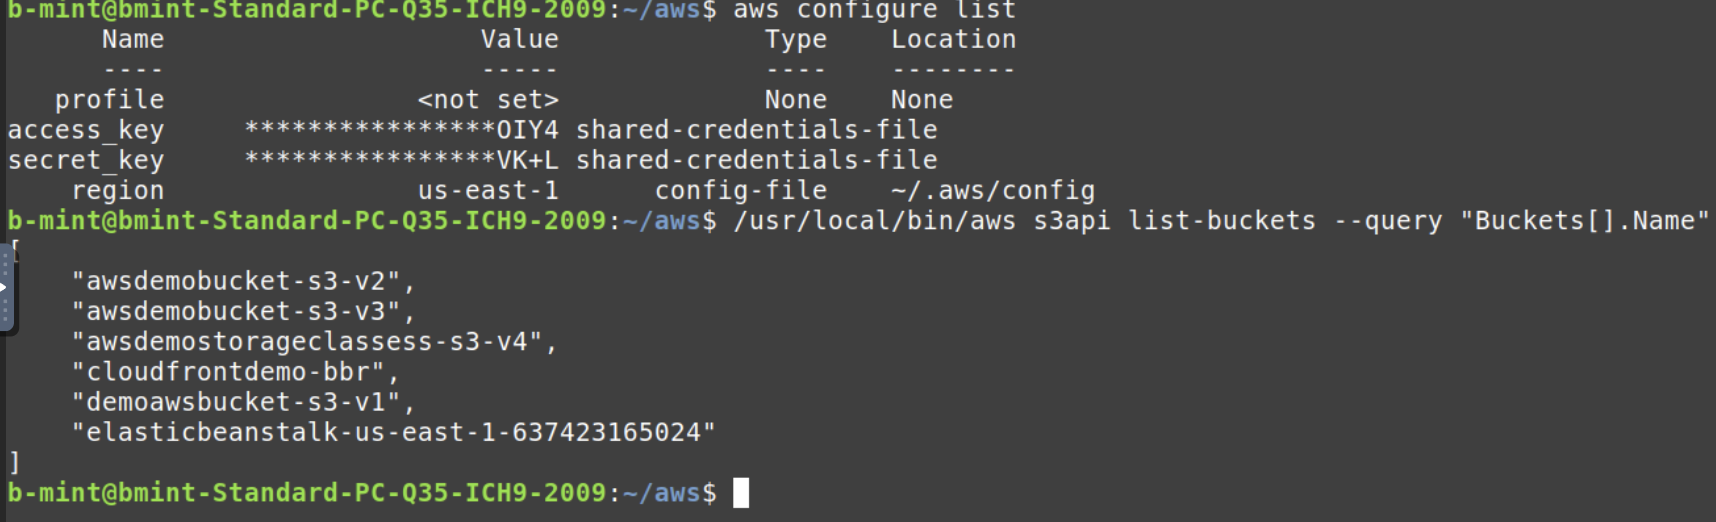 b-mint@bmint-Standard-PC-Q35-ICH9-2009:~/aws$ aws configure list
      Name                    Value             Type    Location
      ----                    -----             ----    --------
   profile                <not set>             None    None
access_key     ****************OIY4 shared-credentials-file
secret_key     ****************VK+L shared-credentials-file
    region                us-east-1      config-file    ~/.aws/config
b-mint@bmint-Standard-PC-Q35-ICH9-2009:~/aws$ /usr/local/bin/aws s3api list-buckets --query "Buckets[].Name"
[
    "awsdemobucket-s3-v2",
    "awsdemobucket-s3-v3",
    "awsdemostorageclassess-s3-v4",
    "cloudfrontdemo-bbr",
    "demoawsbucket-s3-v1",
    "elasticbeanstalk-us-east-1-637423165024"
]
b-mint@bmint-Standard-PC-Q35-ICH9-2009:~/aws$